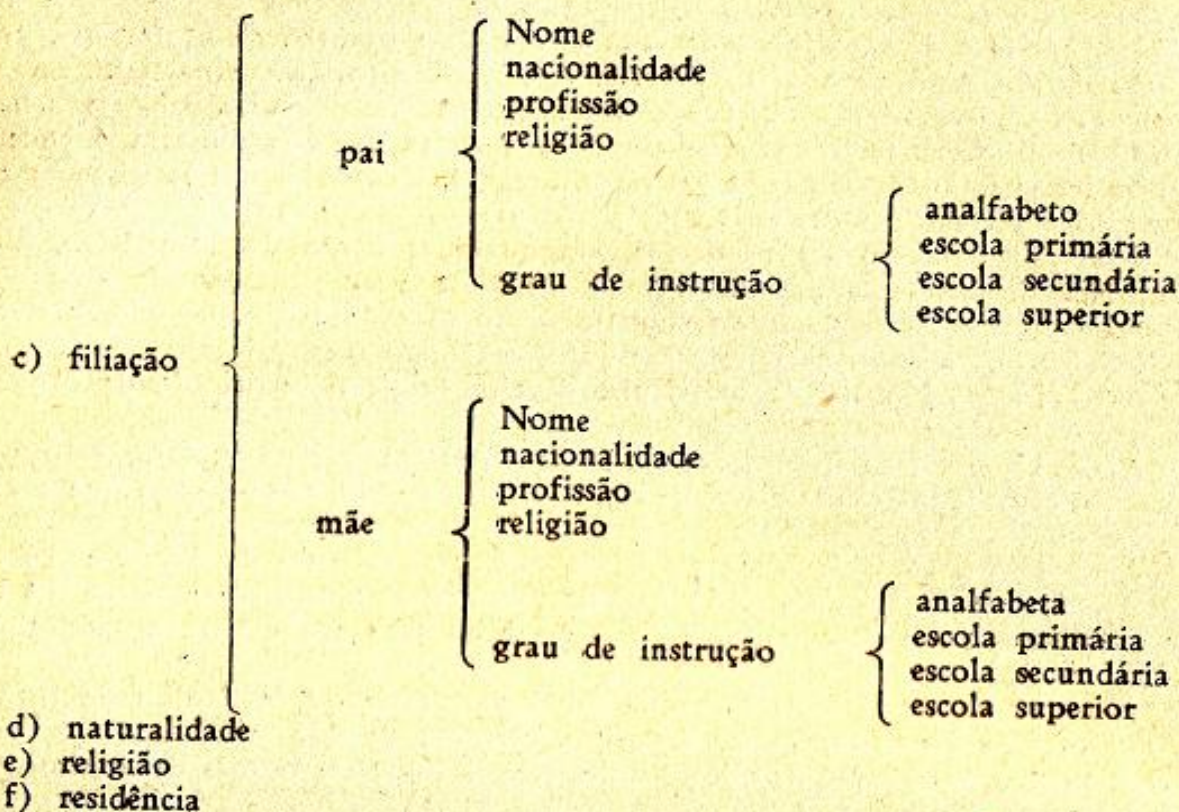 Nome
nacionalidade
profissão
religião
pai
analfabeto
escola primária
grau de instrução
escola secundária
escola superior
c) filiação
Nome
nacionalidade
profissão
religião
mãe
analfabeta
escola primária
grau de instrução
escola secundária
escola superior
d) naturalidade
e) religião
f) residência